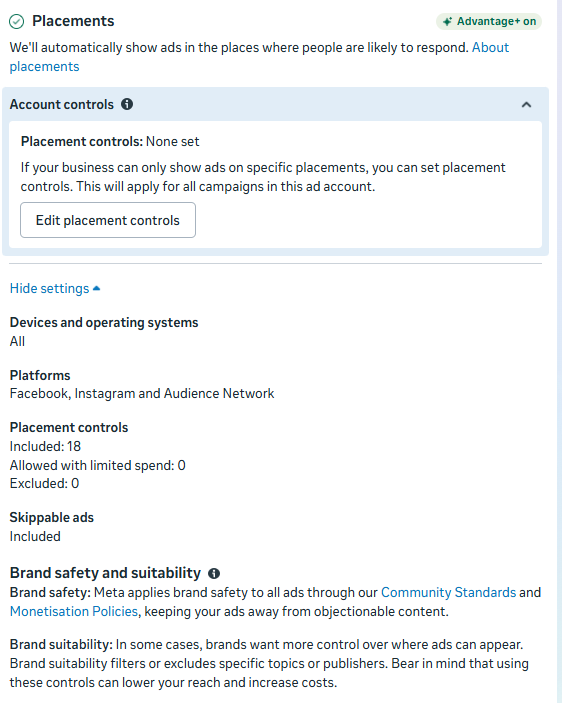 Placements
Advantage+ on
We'll automatically show ads in the places where people are likely to respond. About
placements
Account controls
Placement controls: None set
If your business can only show ads on specific placements, you can set placement
controls. This will apply for all campaigns in this ad account.
Edit placement controls
Hide settings
Devices and operating systems
All
Platforms
Facebook, Instagram and Audience Network
Placement controls
Included: 18
Allowed with limited spend: 0
Excluded: 0
Skippable ads
Included
Brand safety and suitability
Brand safety: Meta applies brand safety to all ads through our Community Standards and
Monetisation Policies, keeping your ads away from objectionable content.
Brand suitability: In some cases, brands want more control over where ads can appear.
Brand suitability filters or excludes specific topics or publishers. Bear in mind that using
these controls can lower your reach and increase costs.